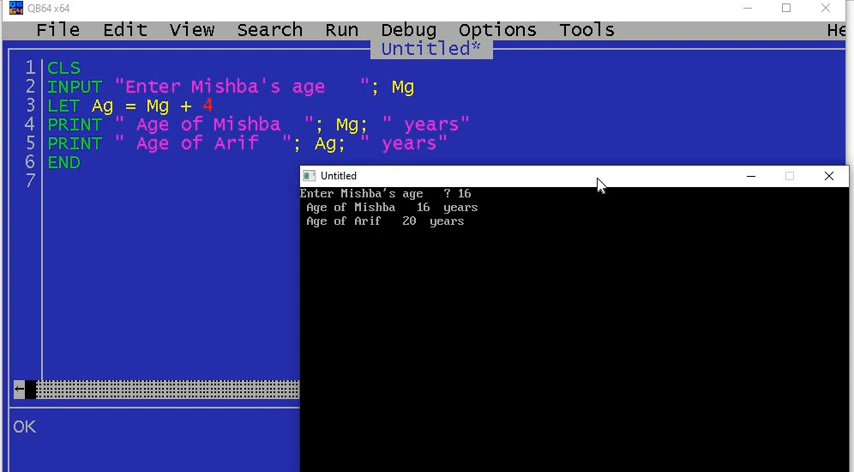 QB64 x64
File Edit View Search Run Debug Options Tools He
Untitled*
1 CLS
2 INPUT "Enter Mishba's age   "; Mg
3 LET Ag = Mg + 4
4 PRINT " Age of Mishba  "; Mg; " years"
5 PRINT " Age of Arif  "; Ag; " years"
6 END
7
Untitled
Enter Mishba's age   ? 16
 Age of Mishba   16  years
 Age of Arif   20  years
OK